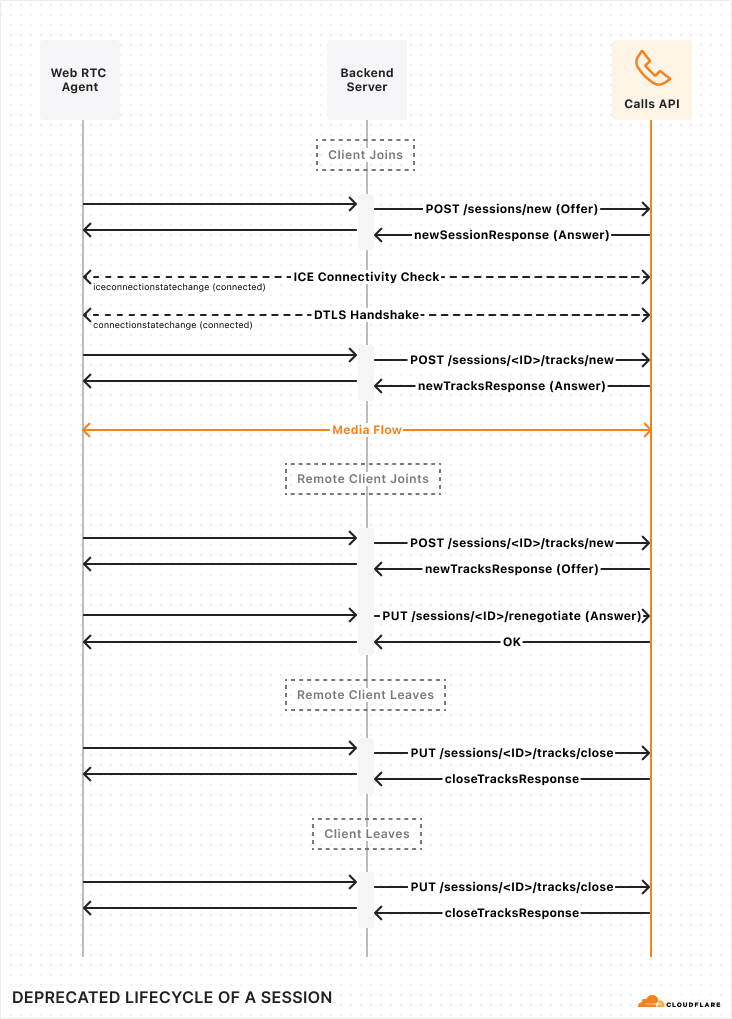 Web RTC
Agent
Backend
Server
Calls API
Client Joins
POST /sessions/new (Offer)
newSessionResponse (Answer)
ICE Connectivity Check
iceconnectionstatechange (connected)
DTLS Handshake
connectionstatechange (connected)
POST /sessions/<ID>/tracks/new
newTracksResponse (Answer)
Media Flow
Remote Client Joints
POST /sessions/<ID>/tracks/new
newTracksResponse (Offer)
PUT /sessions/<ID>/renegotiate (Answer)
OK
Remote Client Leaves
PUT /sessions/<ID>/tracks/close
closeTracksResponse
Client Leaves
PUT /sessions/<ID>/tracks/close
closeTracksResponse
DEPRECATED LIFECYCLE OF A SESSION
CLOUDFLARE